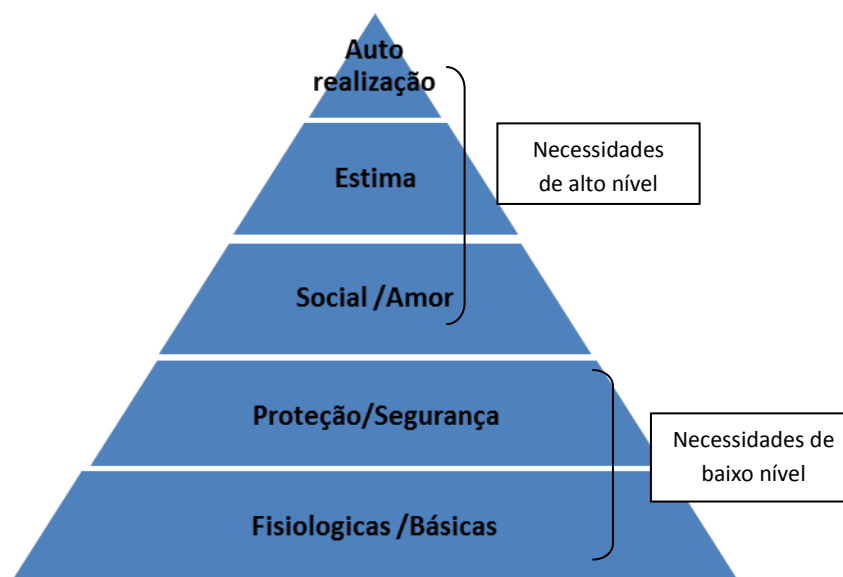 Auto
realização
Necessidades
de alto nível
Estima
Social /Amor
Proteção/Segurança
Necessidades de
baixo nível
Fisiologicas /Básicas